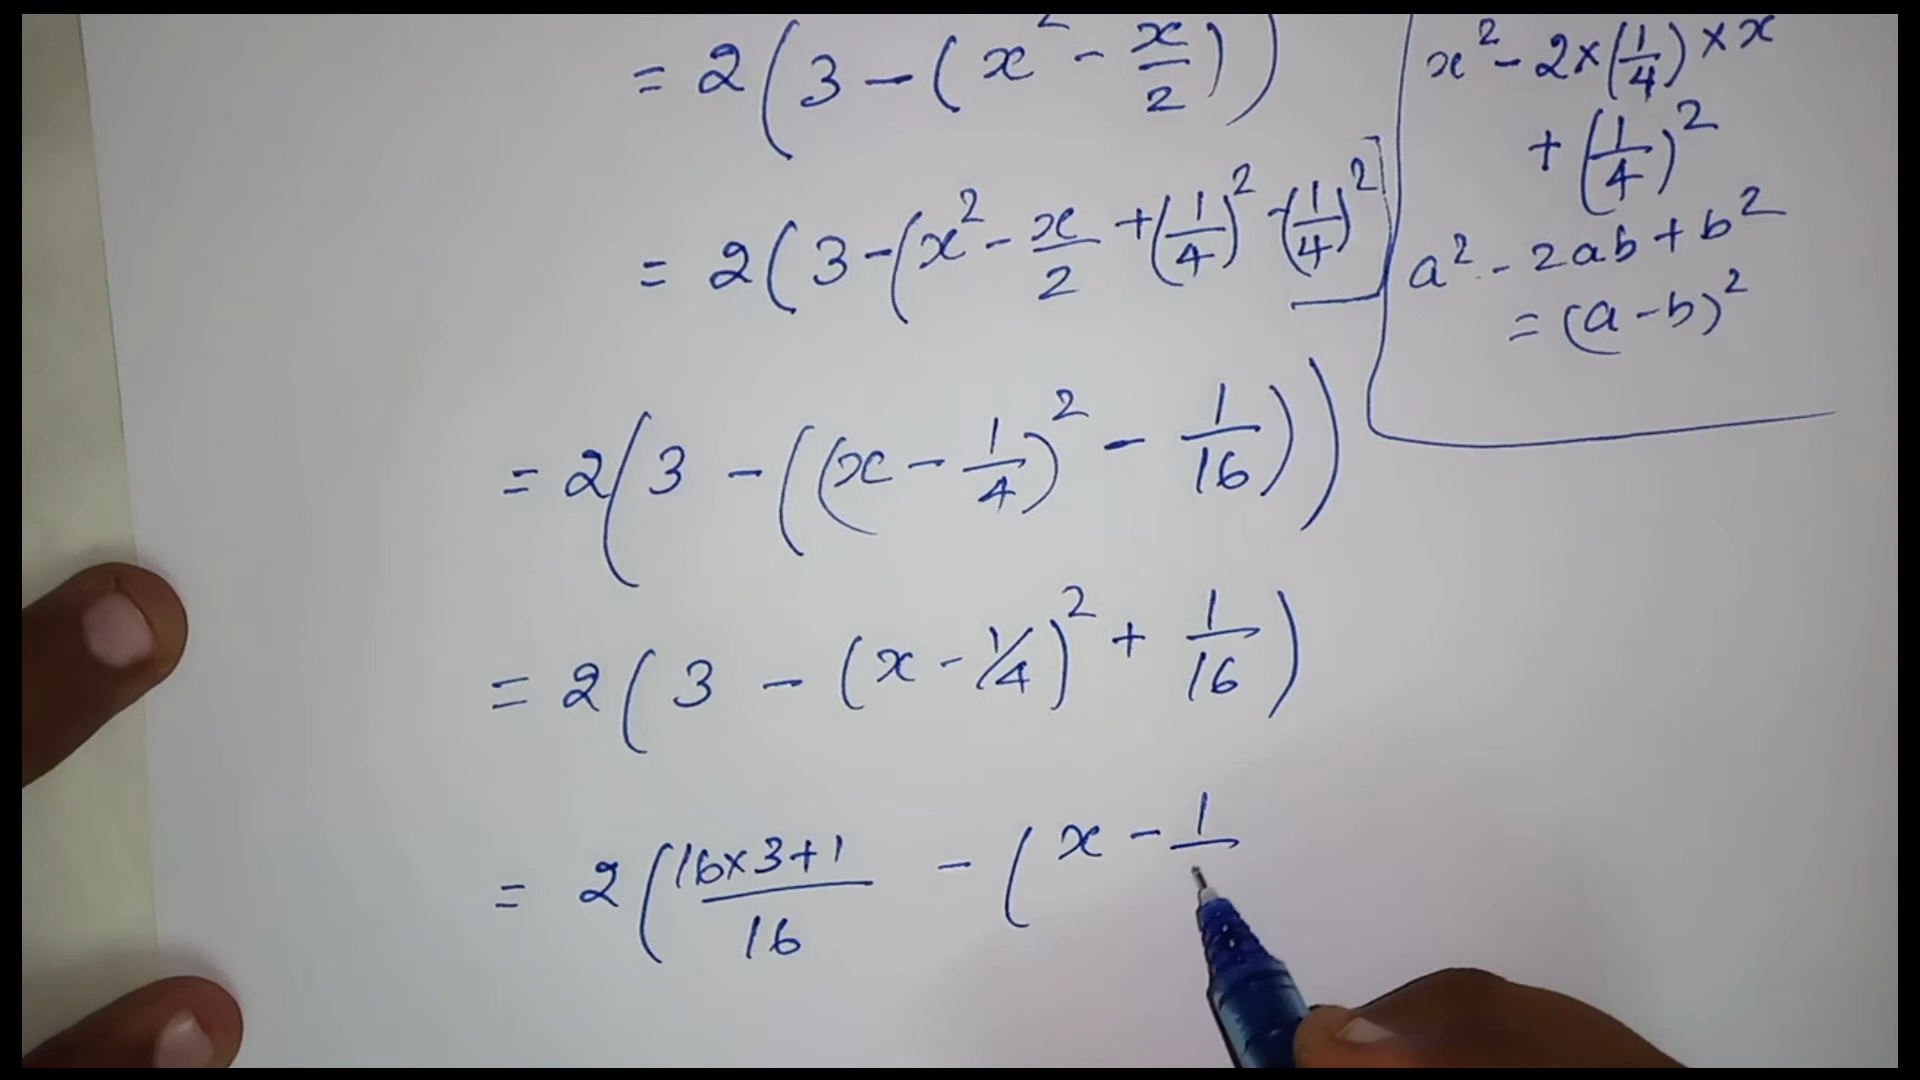 = 2(3 - (x² - x/2))
= 2(3 - (x² - x/2 + (1/4)² - (1/4)²
= 2(3 - ((x - 1/4)² - 1/16))
= 2(3 - (x - 1/4)² + 1/16)
= 2((16×3+1)/16 - (x - 1/
x² - 2×(1/4)×x
+ (1/4)²
a² - 2ab + b²
= (a - b)²